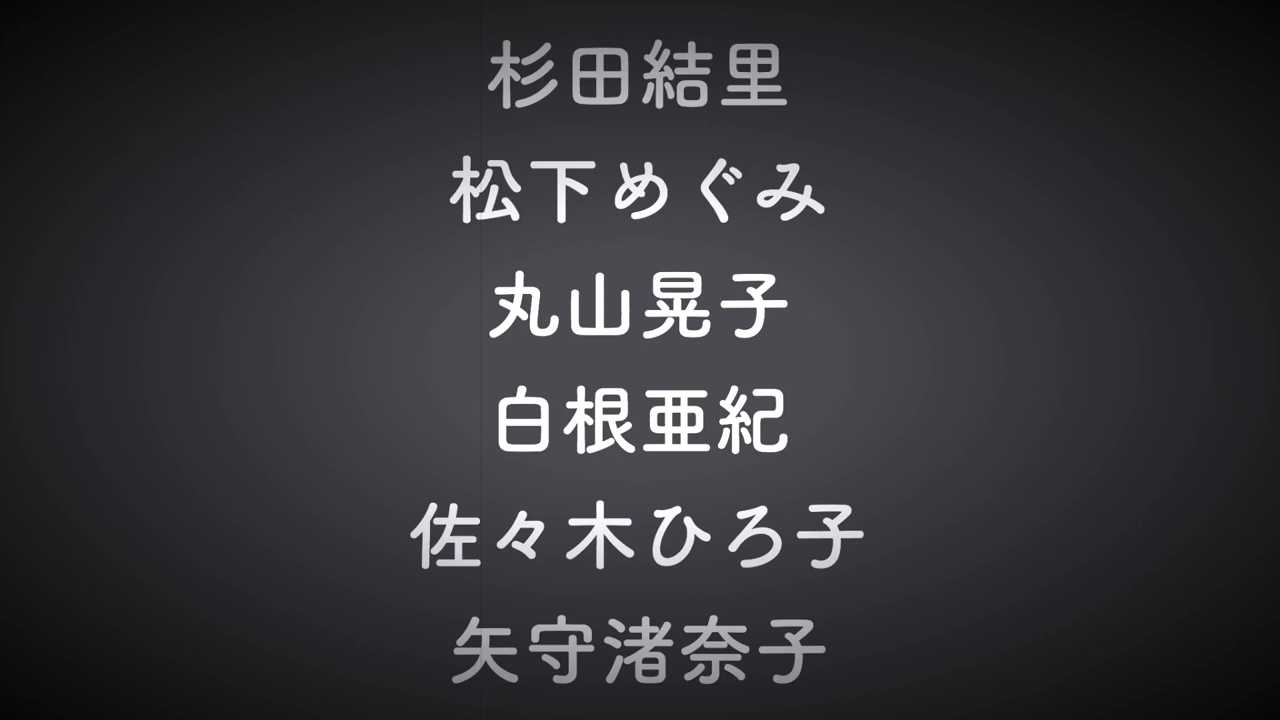 杉田結里
松下めぐみ
丸山晃子
白根亜紀
佐々木ひろ子
矢守渚奈子